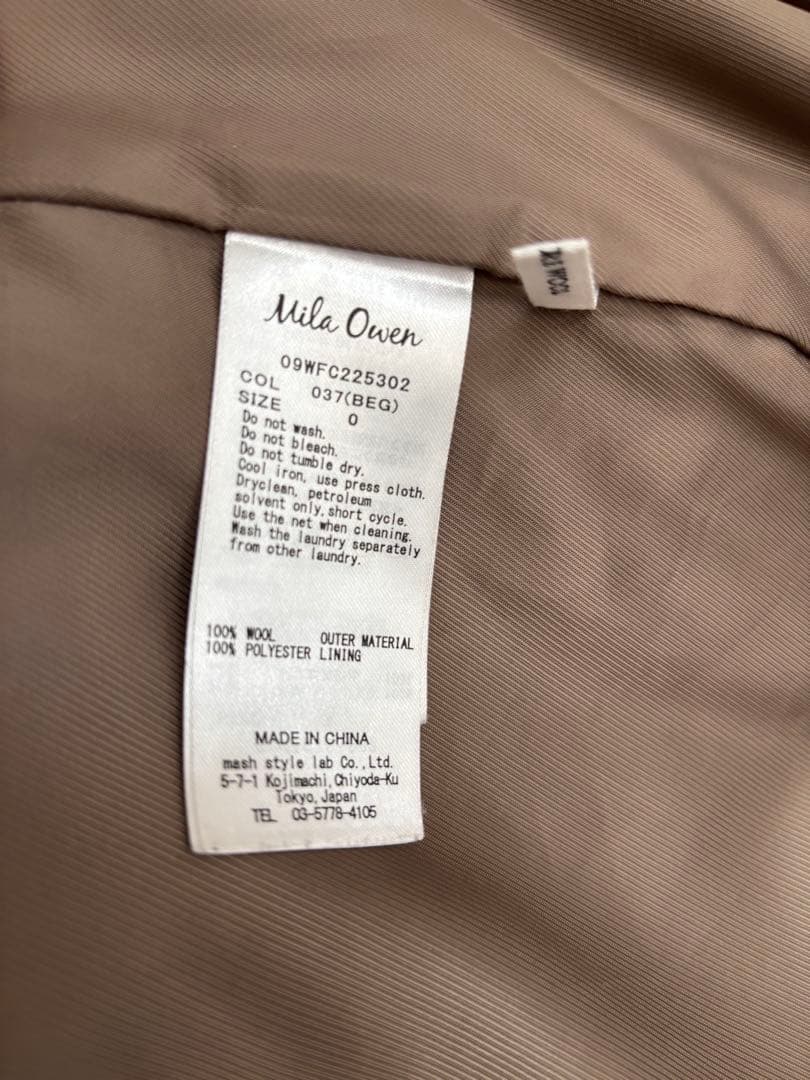 Mila Owen
09WFC225302
COL 037(BEG)
SIZE 0
Do not wash.
Do not bleach.
Do not tumble dry.
Cool iron, use press cloth.
Dryclean, petroleum
solvent only, short cycle.
Use the net when cleaning.
Wash the laundry separately
from other laundry.
100% WOOL OUTER MATERIAL
100% POLYESTER LINING
MADE IN CHINA
mash style lab Co.,Ltd.
5-7-1 Kojimachi,Chiyoda-Ku
Tokyo,Japan
TEL 03-5778-4105